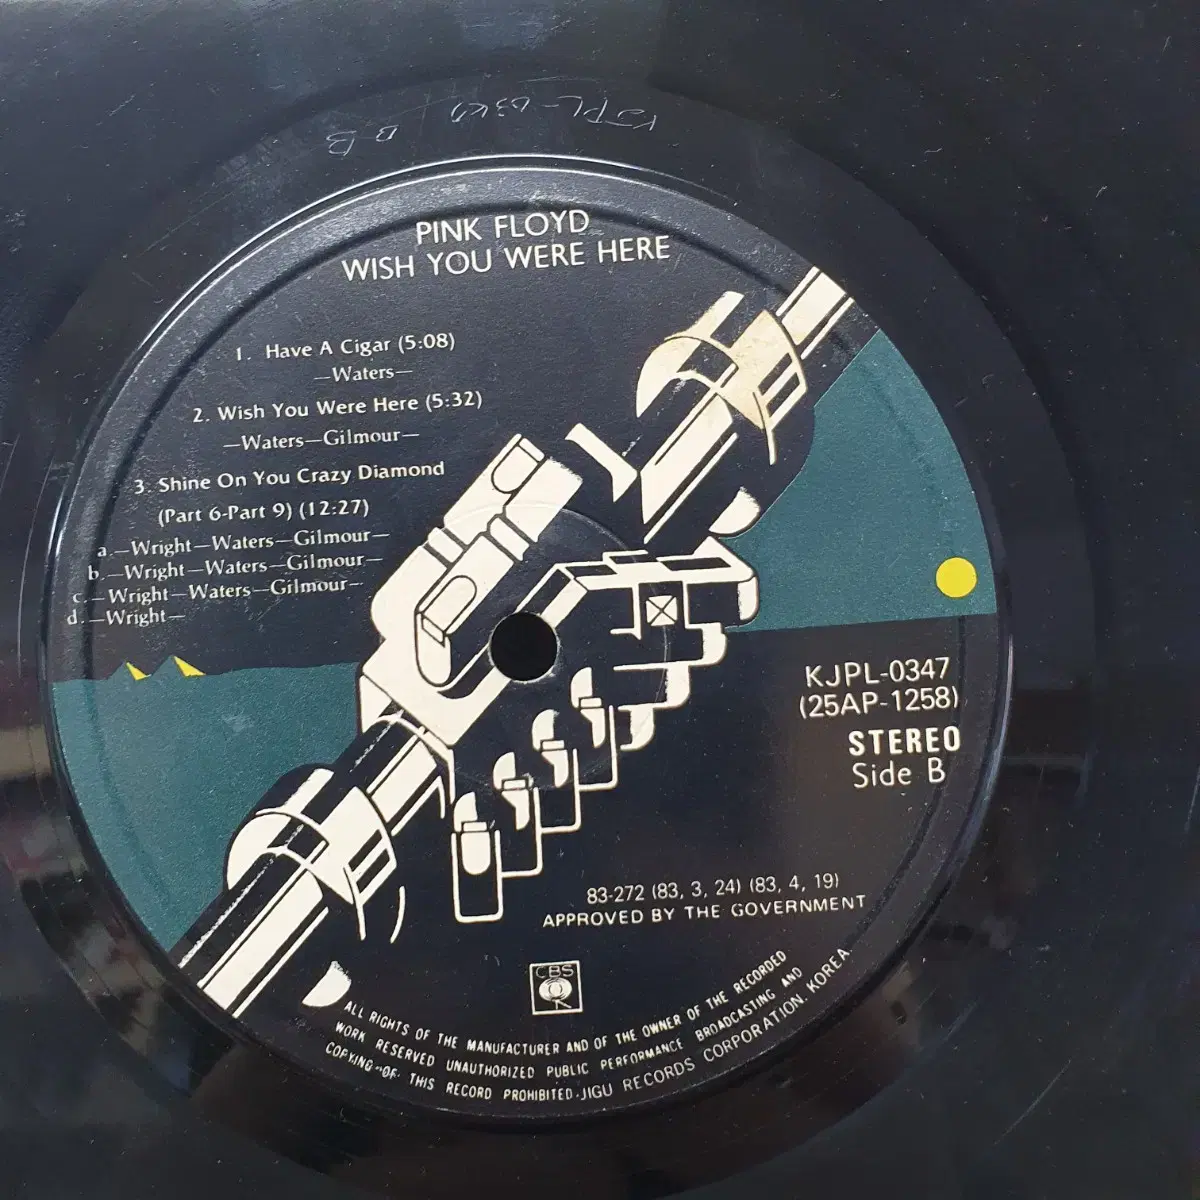 KJPL-0347 B B
PINK FLOYD
WISH YOU WERE HERE
1. Have A Cigar (5:08)
—Waters—
2. Wish You Were Here (5:32)
—Waters—Gilmour—
3. Shine On You Crazy Diamond
(Part 6-Part 9) (12:27)
a.—Wright—Waters—Gilmour—
b.—Wright—Waters—Gilmour—
c.—Wright—Waters—Gilmour—
d.—Wright—
KJPL-0347
(25AP-1258)
STEREO
Side B
83-272 (83, 3, 24) (83, 4, 19)
APPROVED BY THE GOVERNMENT
CBS
ALL RIGHTS OF THE MANUFACTURER AND OF THE OWNER OF THE RECORDED
WORK RESERVED UNAUTHORIZED PUBLIC PERFORMANCE BROADCASTING AND
COPYING OF THIS RECORD PROHIBITED. JIGU RECORDS CORPORATION. KOREA